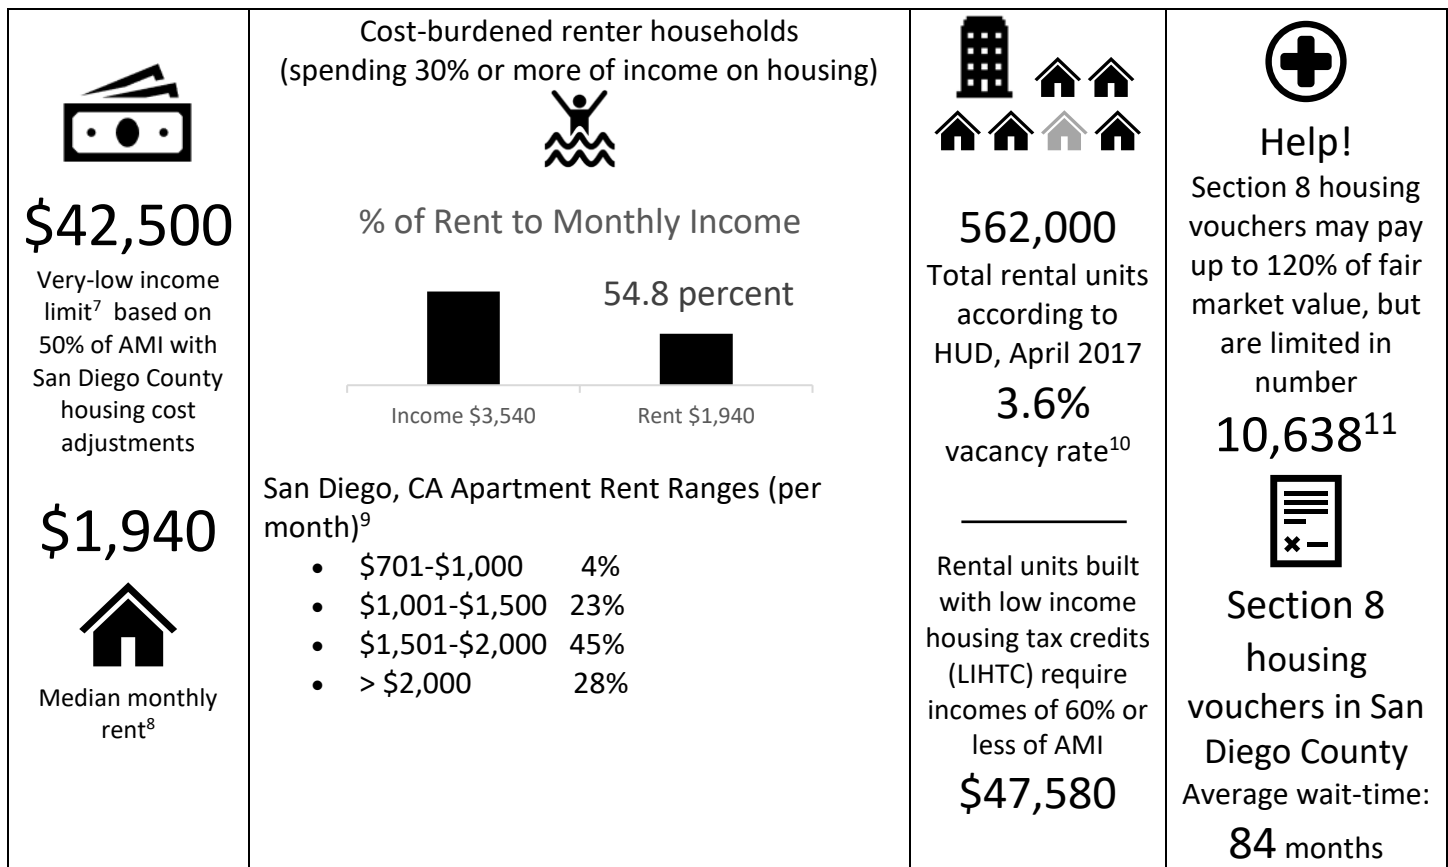 $42,500
Very-low income
limit7 based on
50% of AMI with
San Diego County
housing cost
adjustments
$1,940
Median monthly
rent8
Cost-burdened renter households
(spending 30% or more of income on housing)
% of Rent to Monthly Income
54.8 percent
Income $3,540
Rent $1,940
San Diego, CA Apartment Rent Ranges (per
month)9
• $701-$1,000 4%
• $1,001-$1,500 23%
• $1,501-$2,000 45%
• > $2,000 28%
562,000
Total rental units
according to
HUD, April 2017
3.6%
vacancy rate10
Rental units built
with low income
housing tax credits
(LIHTC) require
incomes of 60% or
less of AMI
$47,580
Help!
Section 8 housing
vouchers may pay
up to 120% of fair
market value, but
are limited in
number
10,63811
Section 8
housing
vouchers in San
Diego County
Average wait-time:
84 months